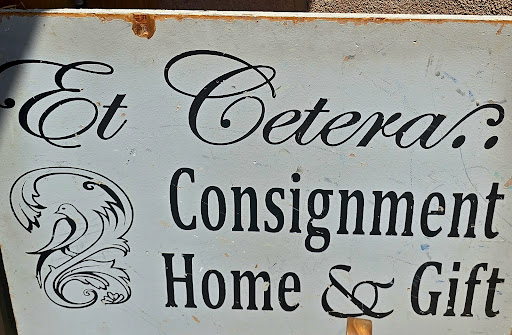 Et Cetera..
Consignment
Home & Gift